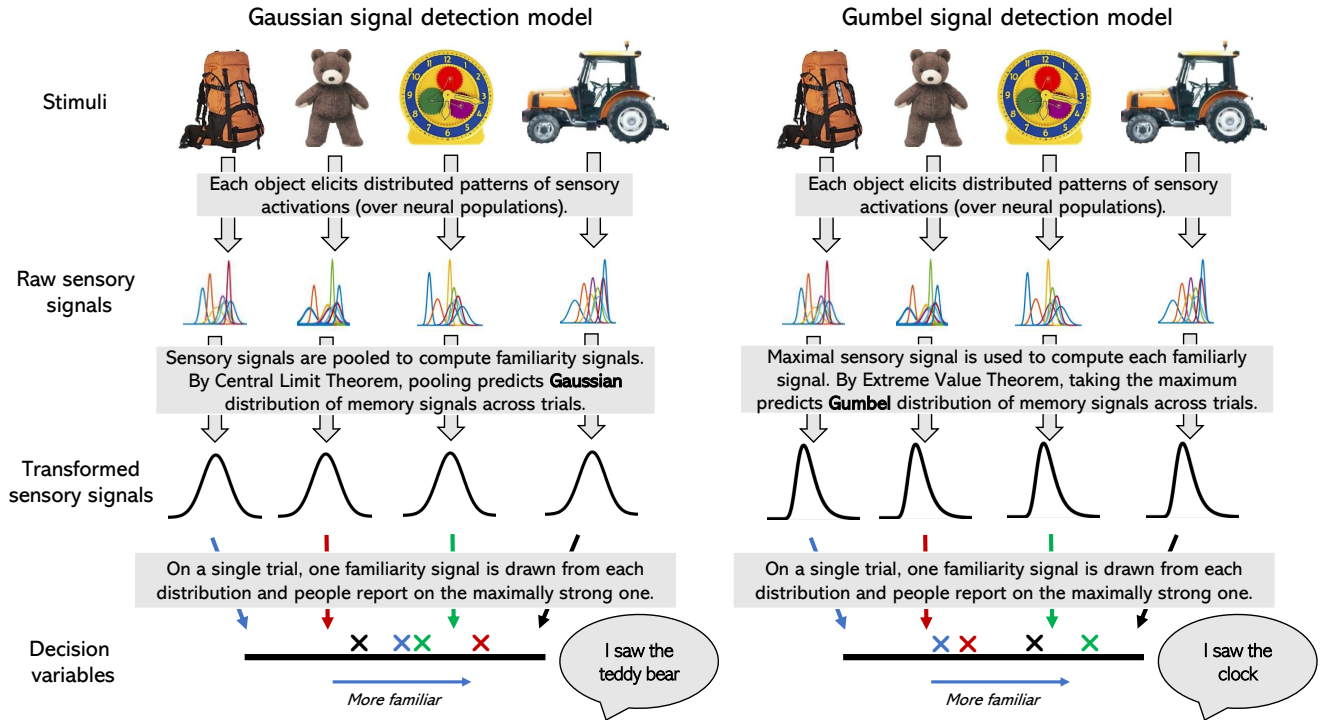 Gaussian signal detection model
Gumbel signal detection model
Stimuli
Each object elicits distributed patterns of sensory
activations (over neural populations).
Each object elicits distributed patterns of sensory
activations (over neural populations).
Raw sensory
signals
Sensory signals are pooled to compute familiarity signals.
By Central Limit Theorem, pooling predicts Gaussian
distribution of memory signals across trials.
Maximal sensory signal is used to compute each familiarly
signal. By Extreme Value Theorem, taking the maximum
predicts Gumbel distribution of memory signals across trials.
Transformed
sensory signals
On a single trial, one familiarity signal is drawn from each
distribution and people report on the maximally strong one.
On a single trial, one familiarity signal is drawn from each
distribution and people report on the maximally strong one.
Decision
variables
More familiar
I saw the
teddy bear
More familiar
I saw the
clock